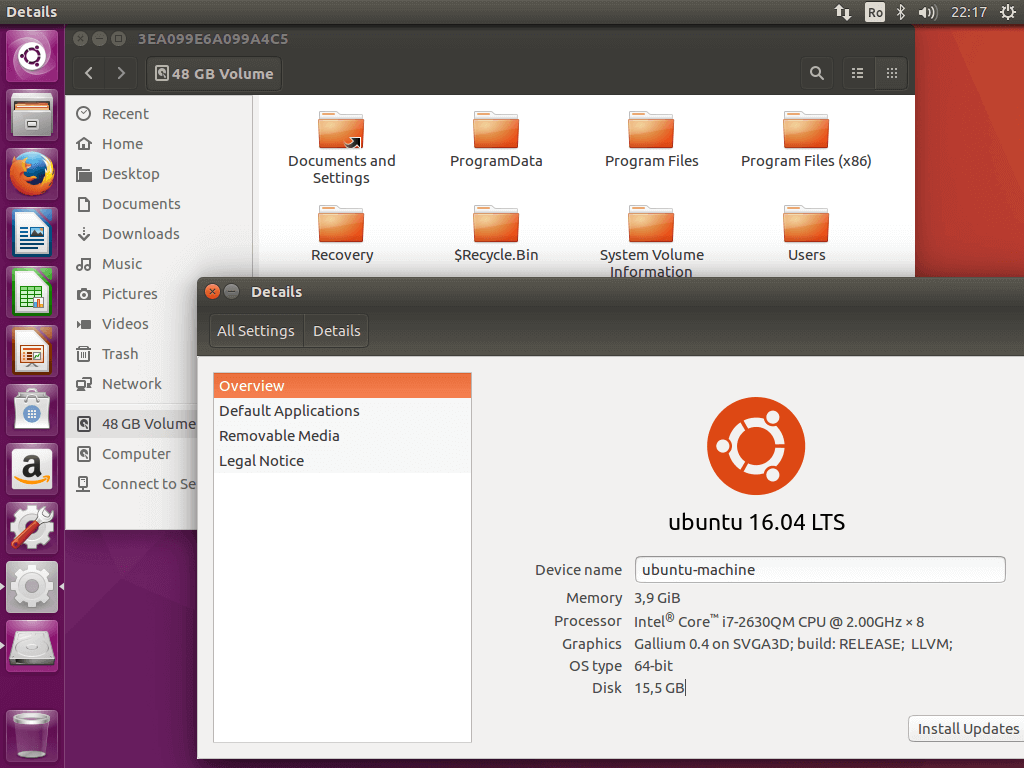 Details
Ro
22:17
3EA099E6A099A4C5
48 GB Volume
Recent
Home
Desktop
Documents
Downloads
Music
Pictures
Videos
Trash
Network
48 GB Volume
Computer
Connect to Se
Documents and
Settings
ProgramData
Program Files
Program Files (x86)
Recovery
$Recycle.Bin
System Volume
Information
Users
a
Details
All Settings
Details
Overview
Default Applications
Removable Media
Legal Notice
ubuntu 16.04 LTS
Device name ubuntu-machine
Memory 3,9 GiB
Processor Intel® Core™ i7-2630QM CPU @ 2.00GHz × 8
Graphics Gallium 0.4 on SVGA3D; build: RELEASE; LLVM;
OS type 64-bit
Disk 15,5 GB
Install Updates